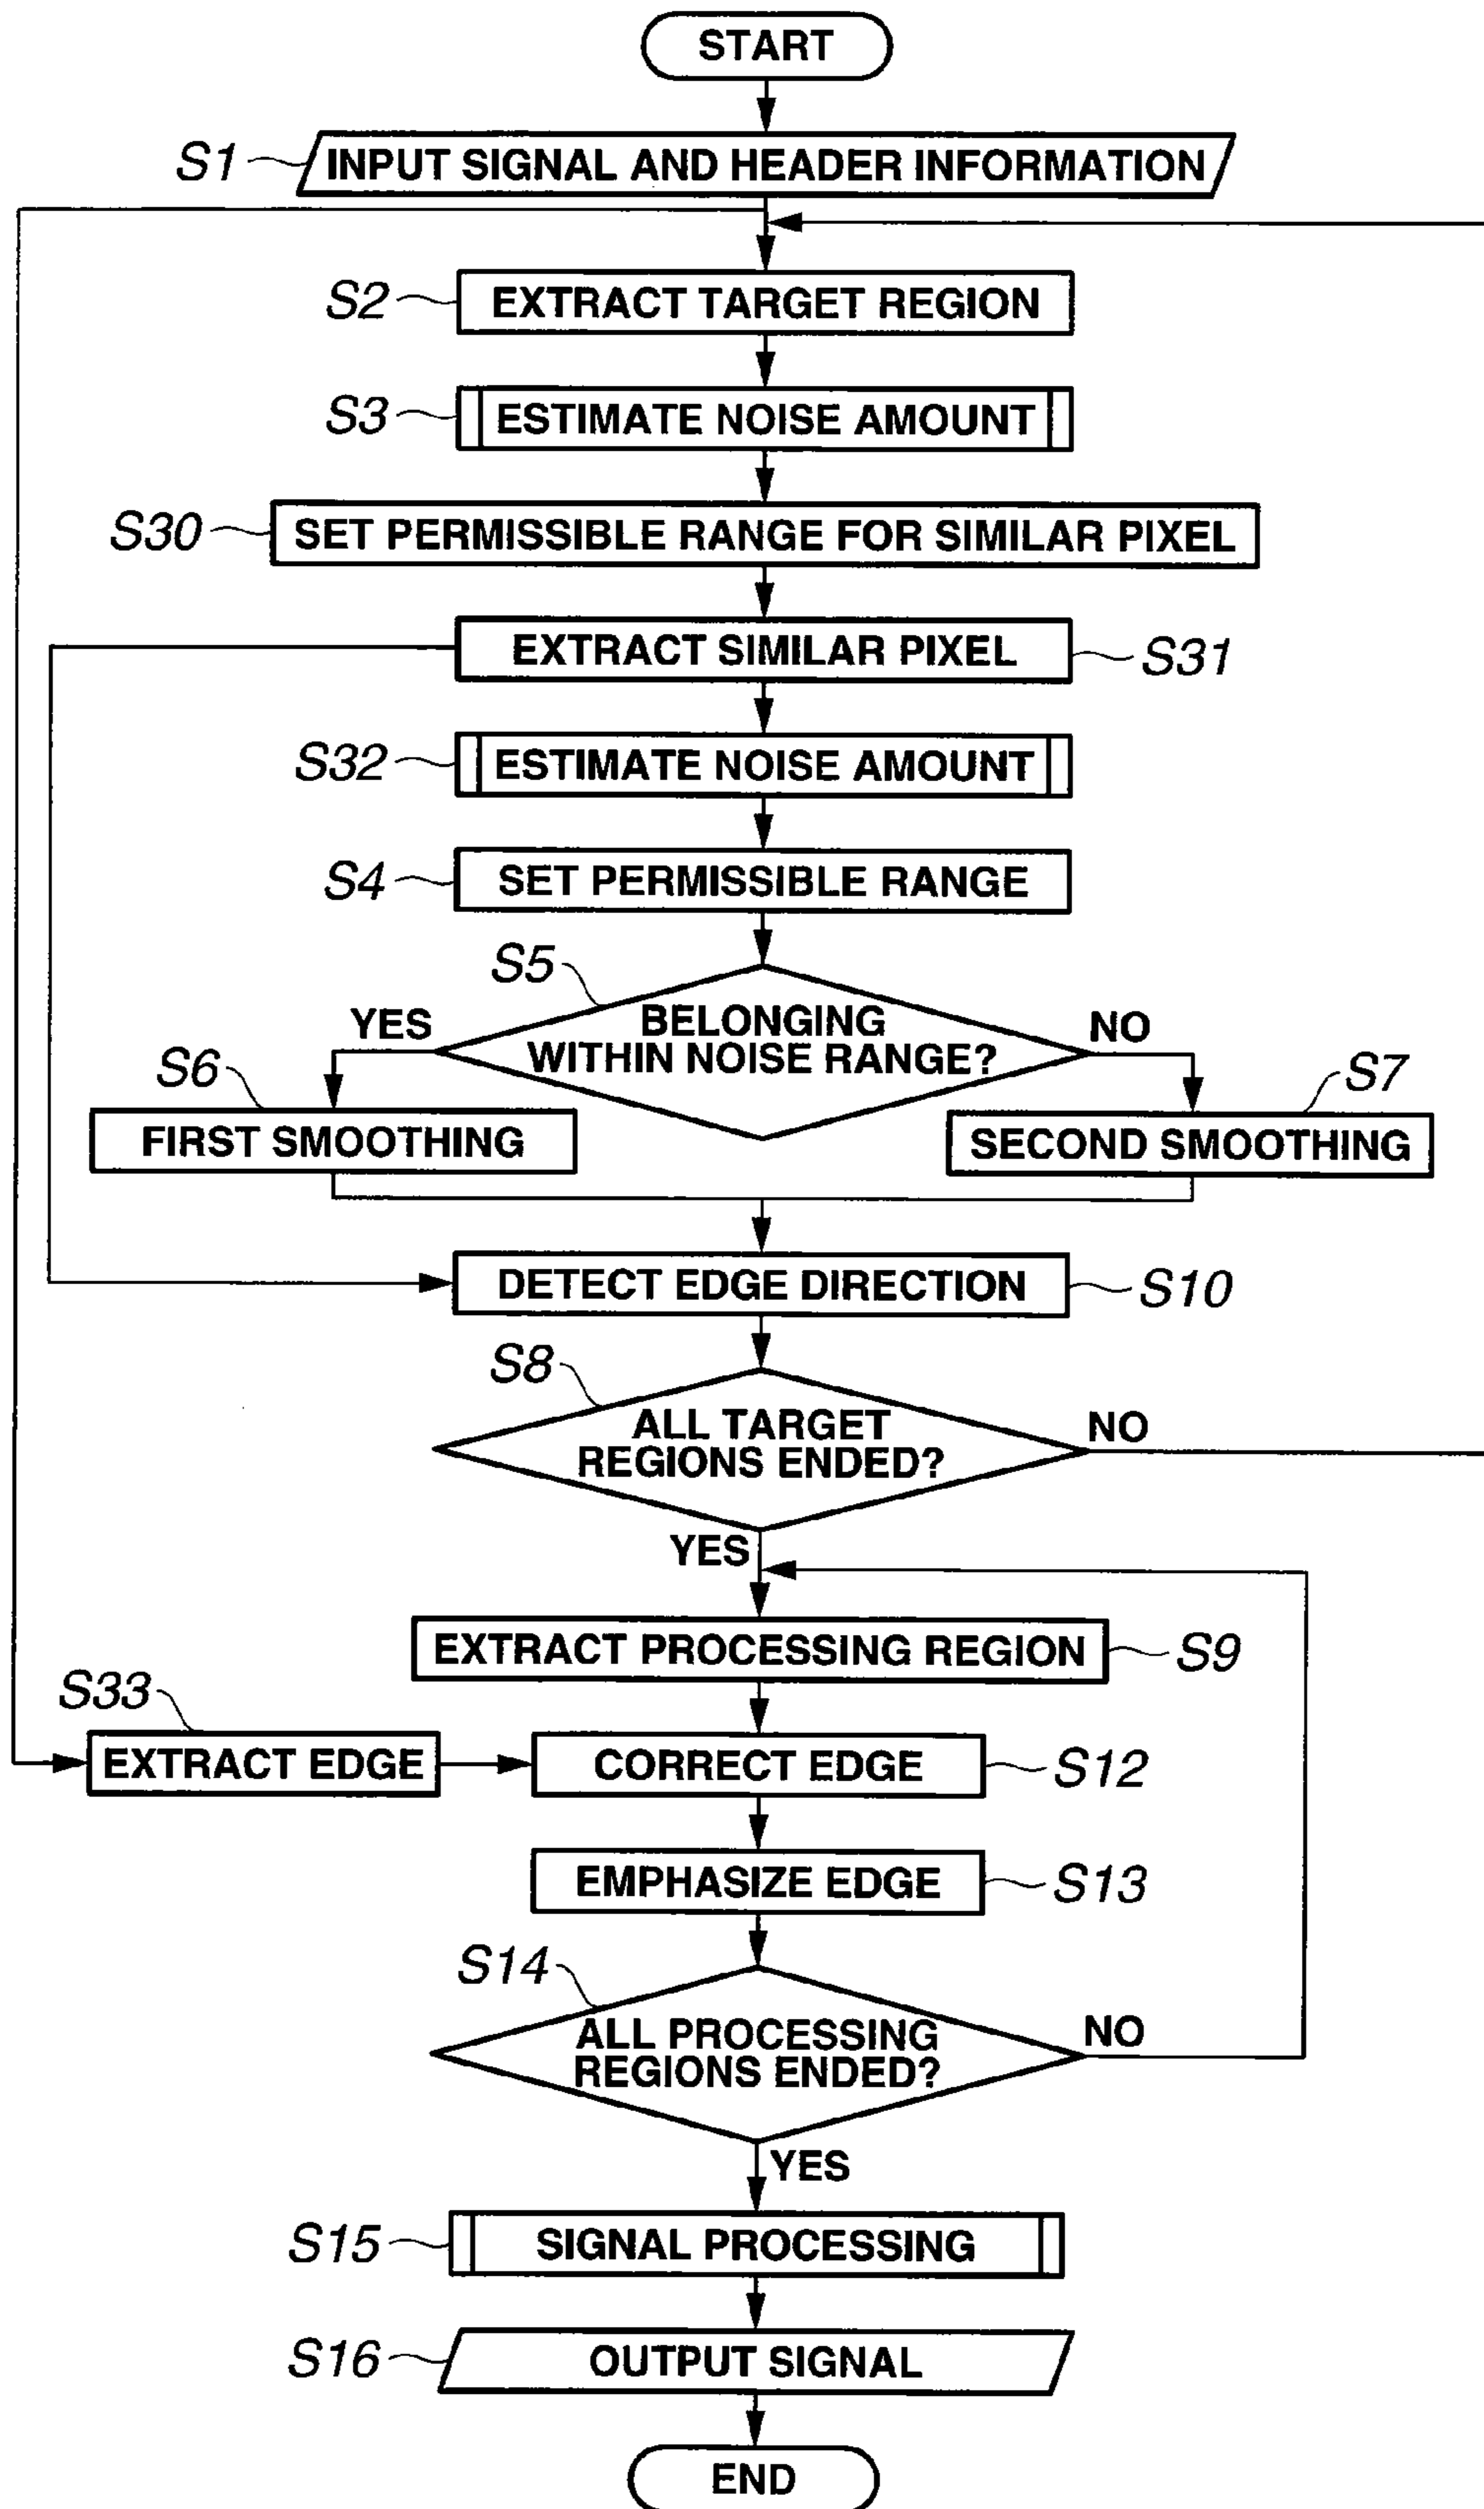 START
S1
INPUT SIGNAL AND HEADER INFORMATION
S2
EXTRACT TARGET REGION
S3
ESTIMATE NOISE AMOUNT
S30
SET PERMISSIBLE RANGE FOR SIMILAR PIXEL
EXTRACT SIMILAR PIXEL
S31
S32
ESTIMATE NOISE AMOUNT
S4
SET PERMISSIBLE RANGE
S5
BELONGING
WITHIN NOISE RANGE?
YES
NO
S6
FIRST SMOOTHING
S7
SECOND SMOOTHING
DETECT EDGE DIRECTION
S10
S8
ALL TARGET
REGIONS ENDED?
NO
YES
EXTRACT PROCESSING REGION
S9
S33
EXTRACT EDGE
CORRECT EDGE
S12
EMPHASIZE EDGE
S13
S14
ALL PROCESSING
REGIONS ENDED?
NO
YES
S15
SIGNAL PROCESSING
S16
OUTPUT SIGNAL
END